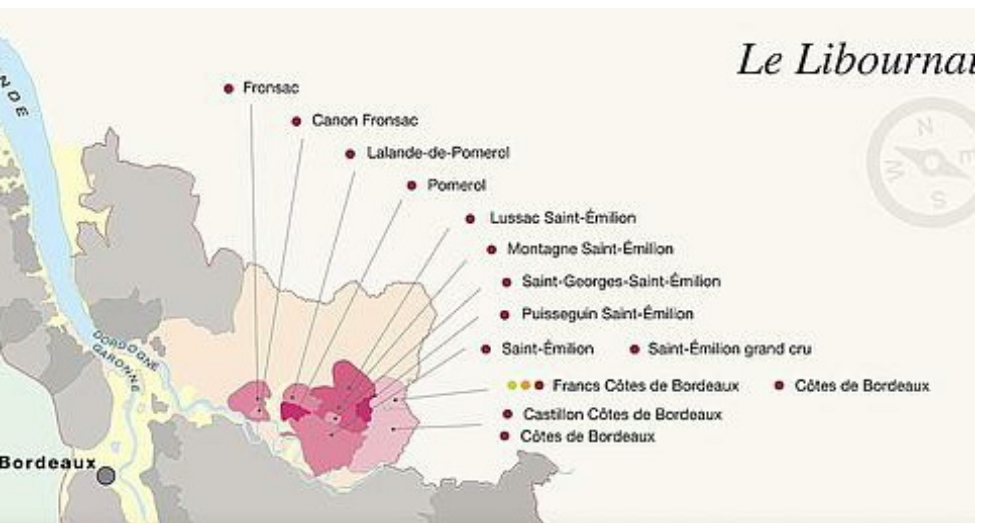 Le Libournai
NDE
Fronsac
Canon Fronsac
Lalande-de-Pomerol
Pomerol
Lussac Saint-Émilion
Montagne Saint-Émilion
Saint-Georges-Saint-Émilion
Puisseguin Saint-Émilion
Saint-Émilion Saint-Émilion grand cru
Francs Côtes de Bordeaux Côtes de Bordeaux
Castillon Côtes de Bordeaux
Côtes de Bordeaux
DORDOGNE
GARONNE
Bordeaux
N
E
S
W